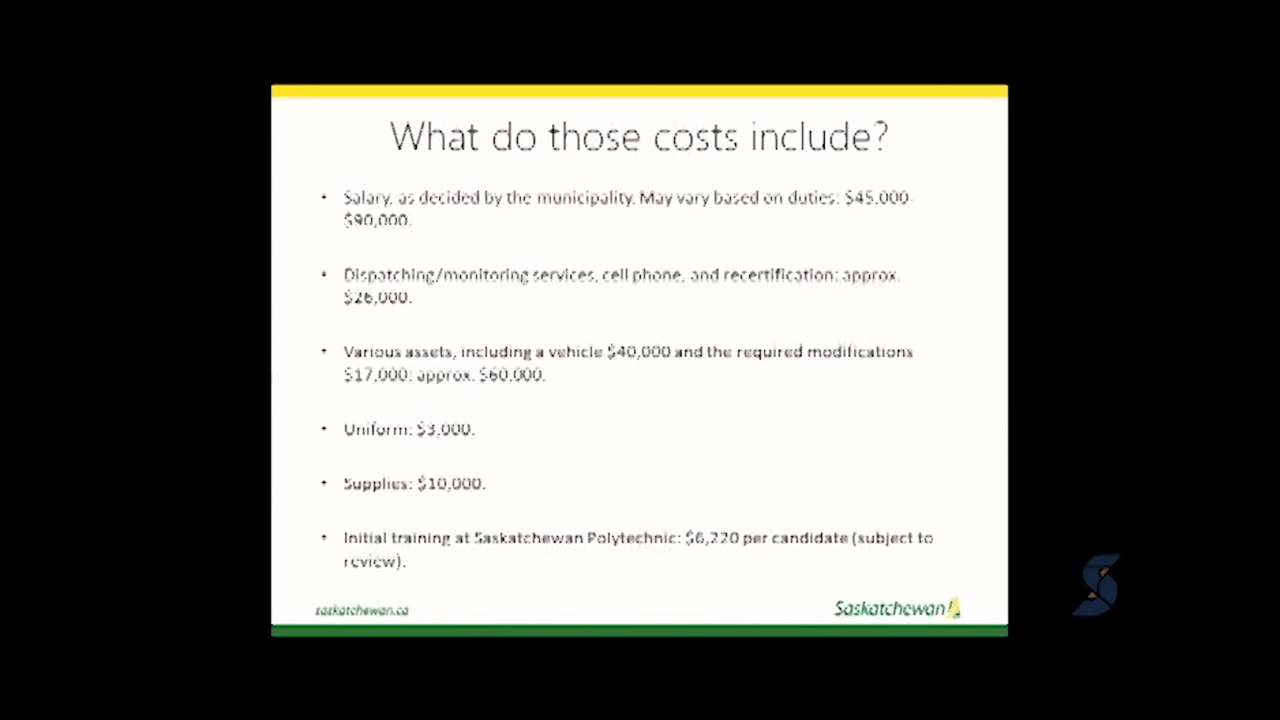 What do those costs include?
• Salary, as decided by the municipality. May vary based on duties: $45,000-
$90,000.
• Dispatching/monitoring services, cell phone, and recertification: approx.
$26,000.
• Various assets, including a vehicle $40,000 and the required modifications
$17,000: approx. $60,000.
• Uniform: $3,000.
• Supplies: $10,000.
• Initial training at Saskatchewan Polytechnic: $6,220 per candidate (subject to
review).
saskatchewan.ca
Saskatchewan
S